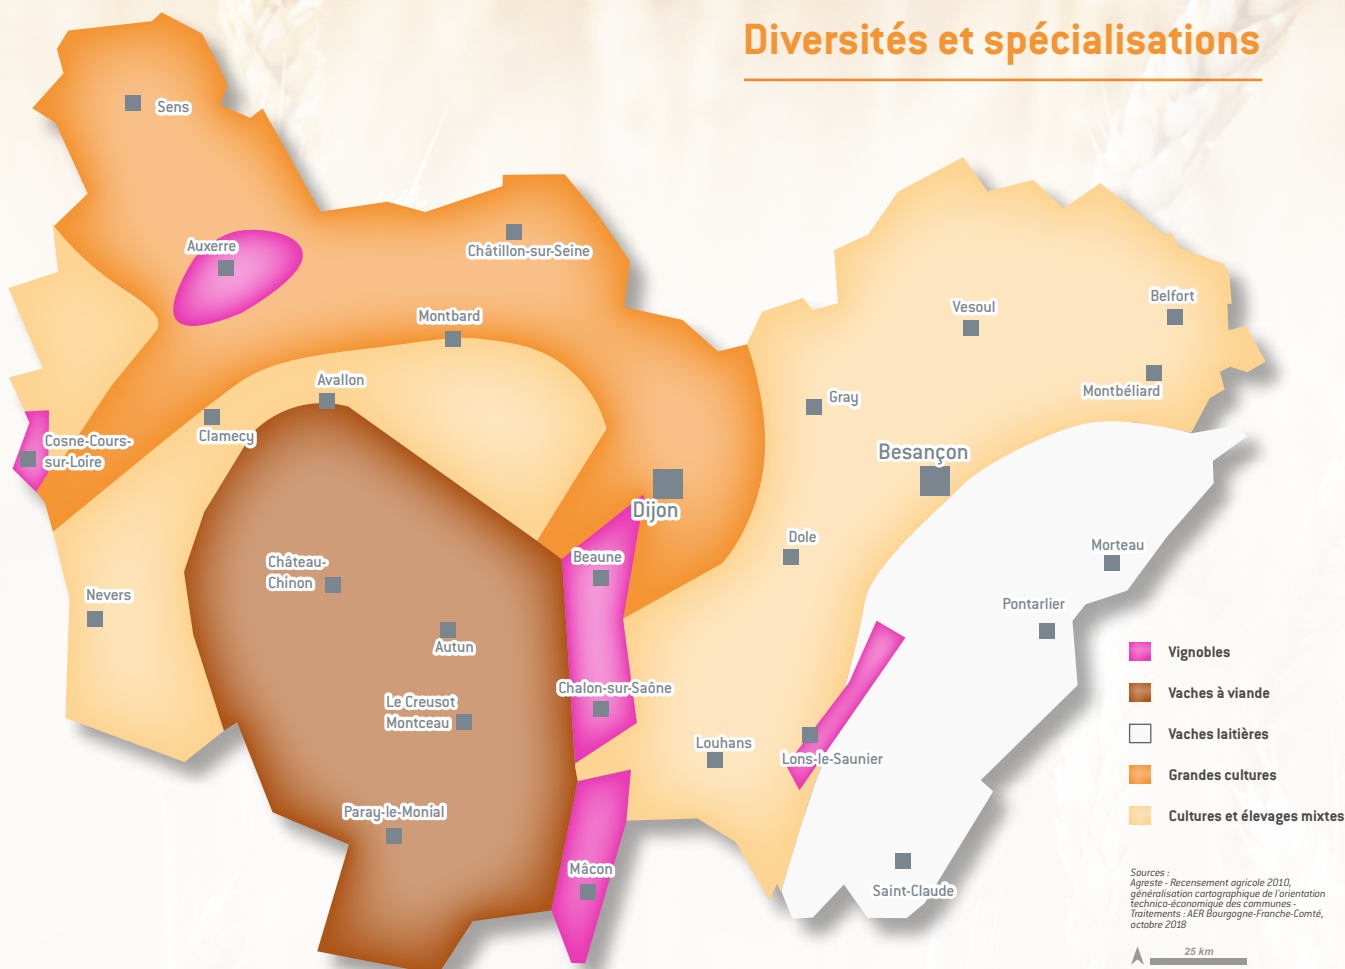 Diversités et spécialisations
Sens
Auxerre
Châtillon-sur-Seine
Montbard
Avallon
Clamecy
Cosne-Cours-
sur-Loire
Nevers
Château-
Chinon
Autun
Le Creusot
Montceau
Paray-le-Monial
Dijon
Beaune
Chalon-sur-Saône
Mâcon
Louhans
Lons-le-Saunier
Dole
Gray
Besançon
Vesoul
Belfort
Montbéliard
Morteau
Pontarlier
Saint-Claude
Vignobles
Vaches à viande
Vaches laitières
Grandes cultures
Cultures et élevages mixtes
Sources :
Agreste - Recensement agricole 2010,
généralisation cartographique de l'orientation
technico-économique des communes -
Traitements : AER Bourgogne-Franche-Comté,
octobre 2018
25 km